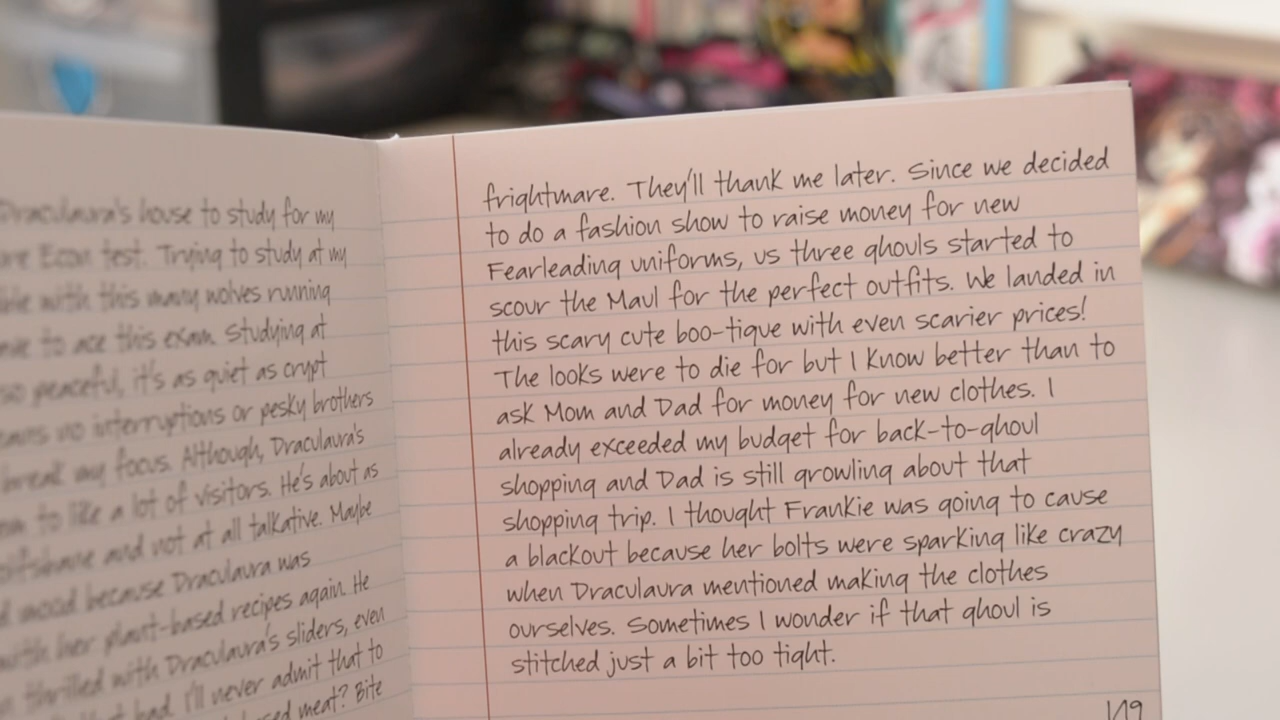 Draculaura's house to study for my
Econ test. Trying to study at my
with this many wolves running
to ace this exam. Studying at
so peaceful, it's as quiet as crypt
means no interruptions or pesky brothers
break my focus. Although, Draculaura's
to like a lot of visitors. He's about as
and not at all talkative. Maybe
mood because Draculaura was
with her plant-based recipes again. He
thrilled with Draculaura's sliders, even
bad. I'll never admit that to
meat? Bite
frightmare. They'll thank me later. Since we decided
to do a fashion show to raise money for new
Fearleading uniforms, us three ghouls started to
scour the Maul for the perfect outfits. We landed in
this scary cute boo-tique with even scarier prices!
The looks were to die for but I know better than to
ask Mom and Dad for money for new clothes. I
already exceeded my budget for back-to-ghoul
shopping and Dad is still growling about that
shopping trip. I thought Frankie was going to cause
a blackout because her bolts were sparking like crazy
when Draculaura mentioned making the clothes
ourselves. Sometimes I wonder if that ghoul is
stitched just a bit too tight.